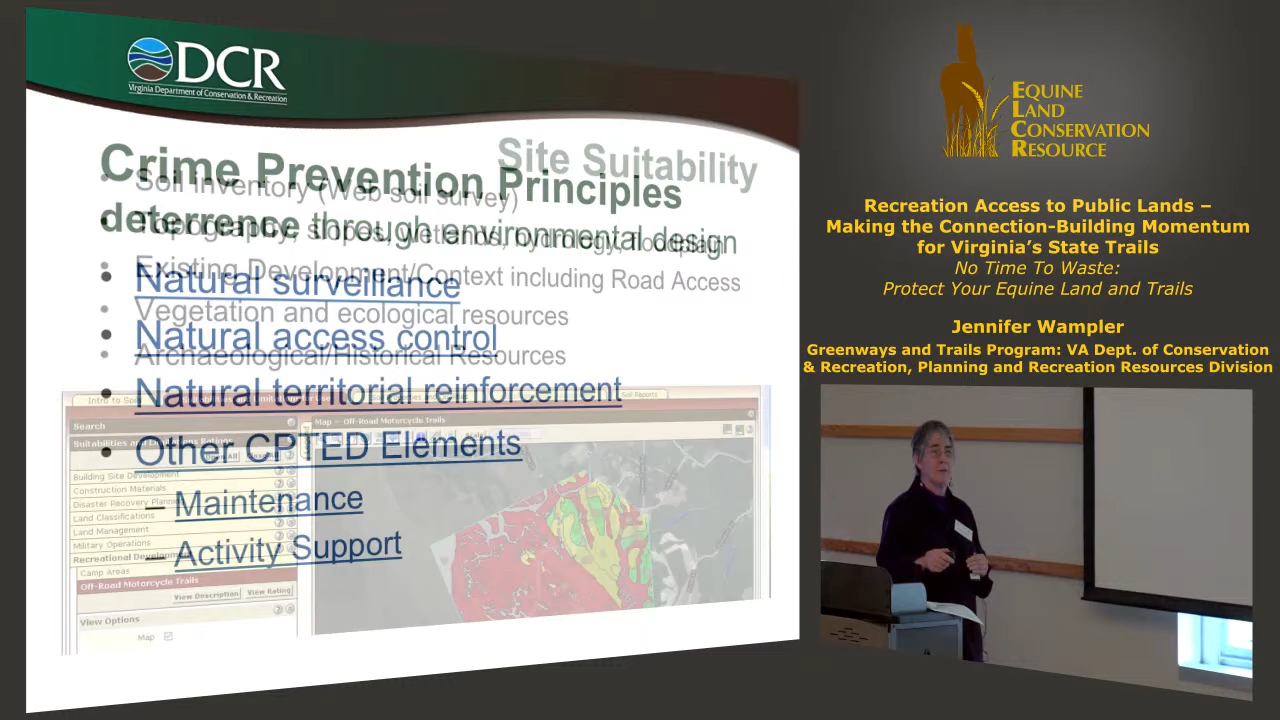 DCR
Virginia Department of Conservation & Recreation
Site Suitability
• Soil inventory (Web soil survey)
• Topography, slopes, wetlands, hydrology, floodplain
• Existing Development/Context including Road Access
• Vegetation and ecological resources
• Archaeological/Historical Resources
Crime Prevention Principles
deterrence through environmental design
• Natural surveillance
• Natural access control
• Natural territorial reinforcement
• Other CPTED Elements
– Maintenance
– Activity Support
Search
Map — Off-Road Motorcycle Trails
Suitabilities and Limitations Ratings
Building Site Development
Construction Materials
Disaster Recovery Planning
Land Classifications
Land Management
Military Operations
Recreational Development
Camp Areas
Off-Road Motorcycle Trails
View Description View Rating
View Options
Map
EQUINE
LAND
CONSERVATION
RESOURCE
Recreation Access to Public Lands –
Making the Connection-Building Momentum
for Virginia's State Trails
No Time To Waste:
Protect Your Equine Land and Trails
Jennifer Wampler
Greenways and Trails Program: VA Dept. of Conservation
& Recreation, Planning and Recreation Resources Division